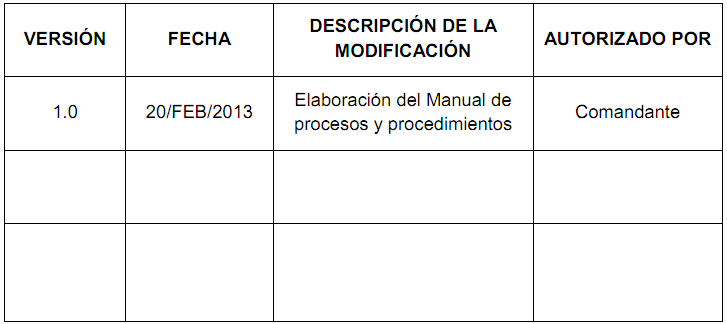 VERSIÓN FECHA DESCRIPCIÓN DE LA MODIFICACIÓN AUTORIZADO POR
1.0 20/FEB/2013 Elaboración del Manual de procesos y procedimientos Comandante